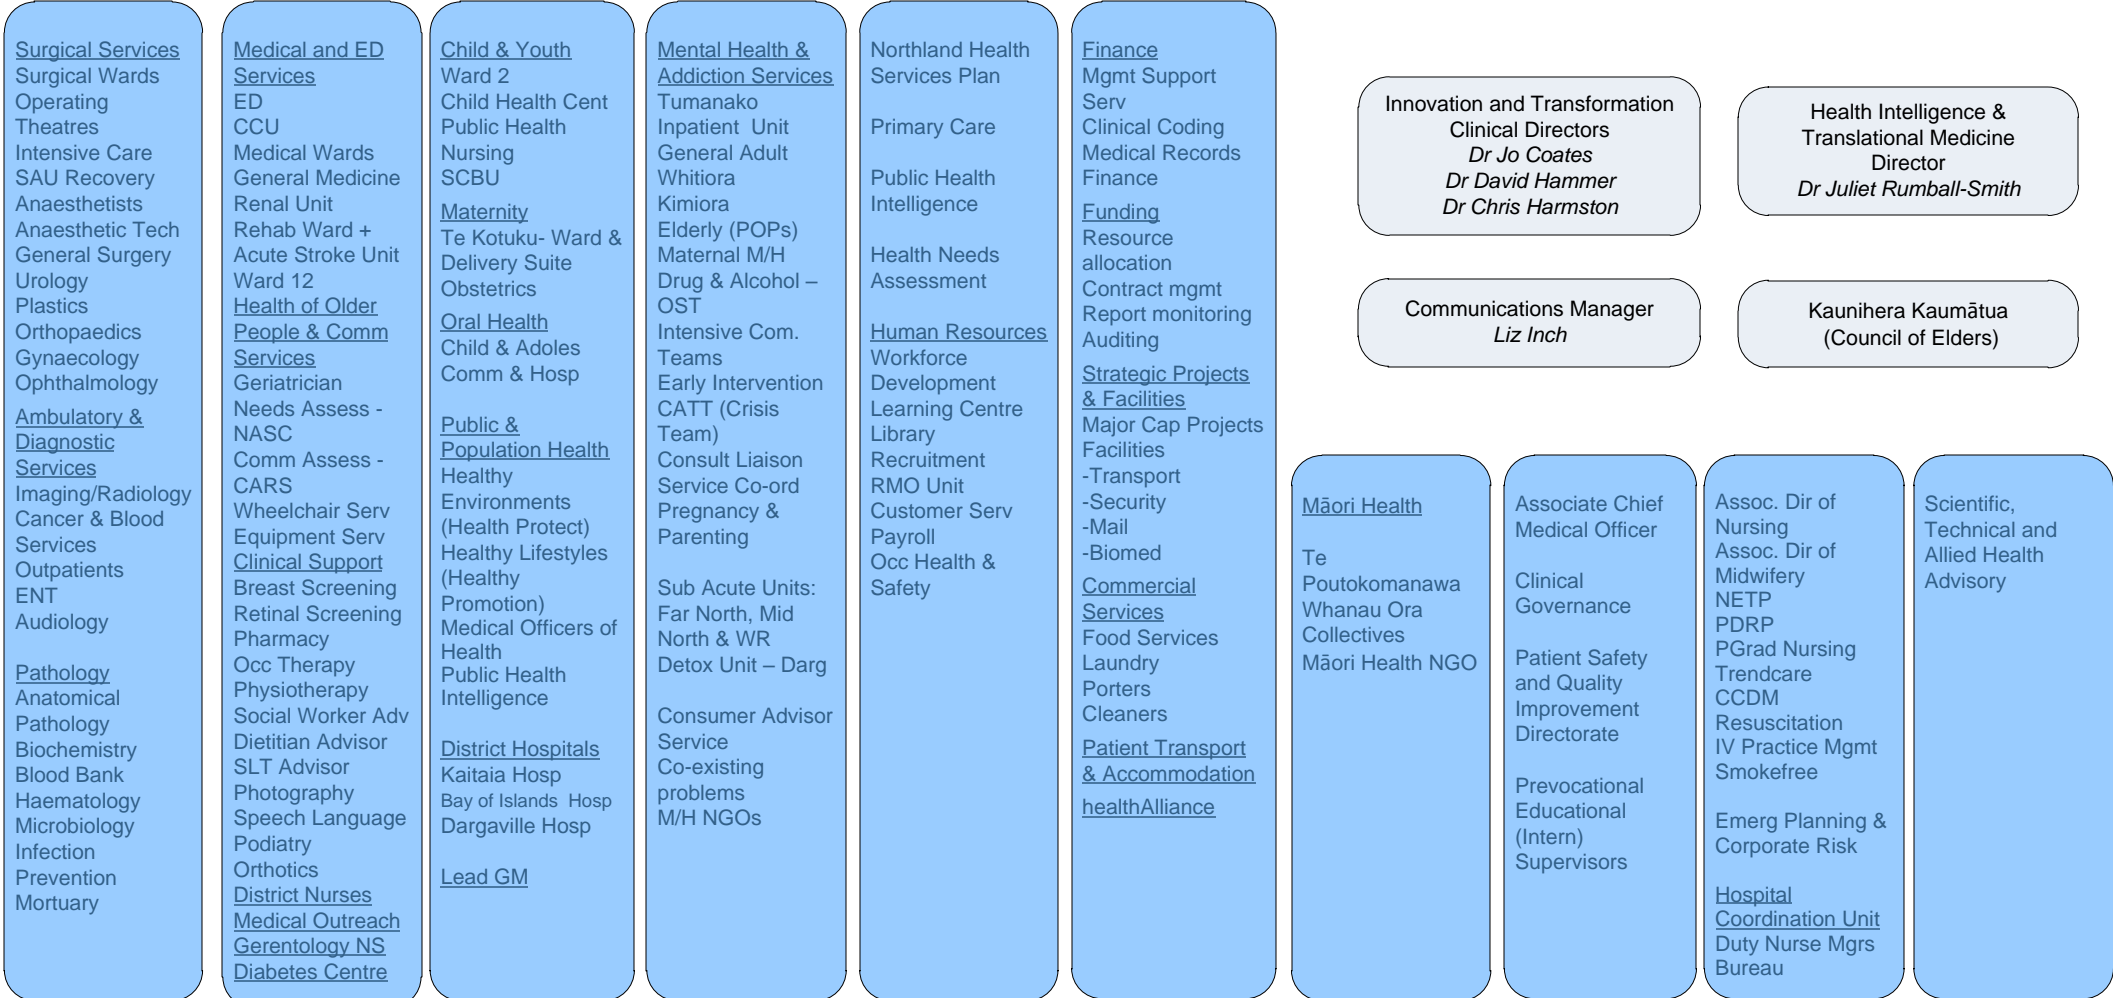 Surgical Services
Surgical Wards
Operating
Theatres
Intensive Care
SAU Recovery
Anaesthetists
Anaesthetic Tech
General Surgery
Urology
Plastics
Orthopaedics
Gynaecology
Ophthalmology
Ambulatory &
Diagnostic
Services
Imaging/Radiology
Cancer & Blood
Services
Outpatients
ENT
Audiology
Pathology
Anatomical
Pathology
Biochemistry
Blood Bank
Haematology
Microbiology
Infection
Prevention
Mortuary
Medical and ED
Services
ED
CCU
Medical Wards
General Medicine
Renal Unit
Rehab Ward +
Acute Stroke Unit
Ward 12
Health of Older
People & Comm
Services
Geriatrician
Needs Assess -
NASC
Comm Assess -
CARS
Wheelchair Serv
Equipment Serv
Clinical Support
Breast Screening
Retinal Screening
Pharmacy
Occ Therapy
Physiotherapy
Social Worker Adv
Dietitian Advisor
SLT Advisor
Photography
Speech Language
Podiatry
Orthotics
District Nurses
Medical Outreach
Gerentology NS
Diabetes Centre
Child & Youth
Ward 2
Child Health Cent
Public Health
Nursing
SCBU
Maternity
Te Kotuku- Ward &
Delivery Suite
Obstetrics
Oral Health
Child & Adoles
Comm & Hosp
Public &
Population Health
Healthy
Environments
(Health Protect)
Healthy Lifestyles
(Healthy
Promotion)
Medical Officers of
Health
Public Health
Intelligence
District Hospitals
Kaitaia Hosp
Bay of Islands Hosp
Dargaville Hosp
Lead GM
Mental Health &
Addiction Services
Tumanako
Inpatient Unit
General Adult
Whitiora
Kimiora
Elderly (POPs)
Maternal M/H
Drug & Alcohol –
OST
Intensive Com.
Teams
Early Intervention
CATT (Crisis
Team)
Consult Liaison
Service Co-ord
Pregnancy &
Parenting
Sub Acute Units:
Far North, Mid
North & WR
Detox Unit – Darg
Consumer Advisor
Service
Co-existing
problems
M/H NGOs
Northland Health
Services Plan
Primary Care
Public Health
Intelligence
Health Needs
Assessment
Human Resources
Workforce
Development
Learning Centre
Library
Recruitment
RMO Unit
Customer Serv
Payroll
Occ Health &
Safety
Finance
Mgmt Support
Serv
Clinical Coding
Medical Records
Finance
Funding
Resource
allocation
Contract mgmt
Report monitoring
Auditing
Strategic Projects
& Facilities
Major Cap Projects
Facilities
-Transport
-Security
-Mail
-Biomed
Commercial
Services
Food Services
Laundry
Porters
Cleaners
Patient Transport
& Accommodation
healthAlliance
Innovation and Transformation
Clinical Directors
Dr Jo Coates
Dr David Hammer
Dr Chris Harmston
Health Intelligence &
Translational Medicine
Director
Dr Juliet Rumball-Smith
Communications Manager
Liz Inch
Kaunihera Kaumātua
(Council of Elders)
Māori Health
Te
Poutokomanawa
Whanau Ora
Collectives
Māori Health NGO
Associate Chief
Medical Officer
Clinical
Governance
Patient Safety
and Quality
Improvement
Directorate
Prevocational
Educational
(Intern)
Supervisors
Assoc. Dir of
Nursing
Assoc. Dir of
Midwifery
NETP
PDRP
PGrad Nursing
Trendcare
CCDM
Resuscitation
IV Practice Mgmt
Smokefree
Emerg Planning &
Corporate Risk
Hospital
Coordination Unit
Duty Nurse Mgrs
Bureau
Scientific,
Technical and
Allied Health
Advisory